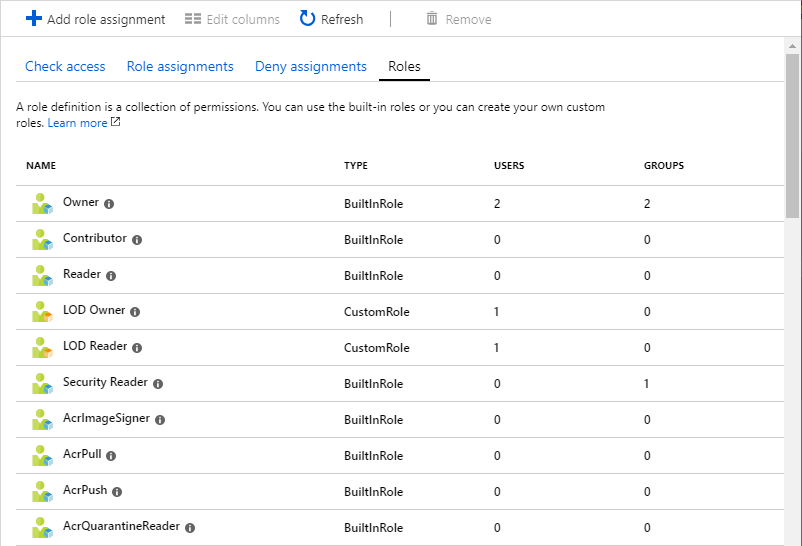 Add role assignment Edit columns Refresh Remove
Check access Role assignments Deny assignments Roles
A role definition is a collection of permissions. You can use the built-in roles or you can create your own custom
roles. Learn more
NAME TYPE USERS GROUPS
Owner BuiltInRole 2 2
Contributor BuiltInRole 0 0
Reader BuiltInRole 0 0
LOD Owner CustomRole 1 0
LOD Reader CustomRole 1 0
Security Reader BuiltInRole 0 1
AcrImageSigner BuiltInRole 0 0
AcrPull BuiltInRole 0 0
AcrPush BuiltInRole 0 0
AcrQuarantineReader BuiltInRole 0 0